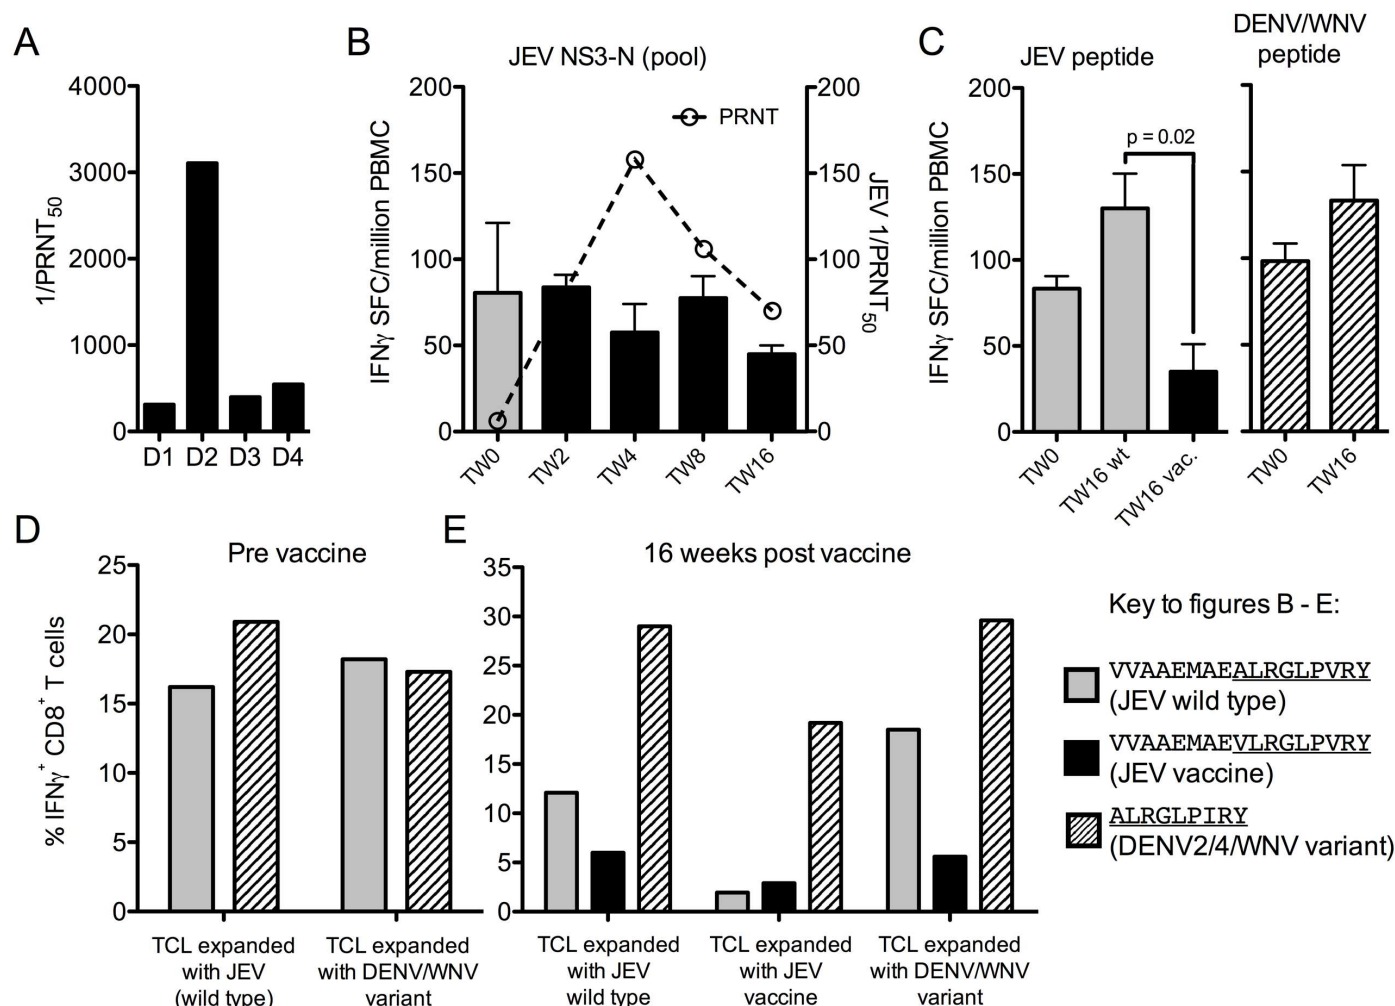 A
4000
3000
2000
1000
0
1/PRNT50
D1 D2 D3 D4
B
JEV NS3-N (pool)
200
150
100
50
0
IFNγ SFC/million PBMC
PRNT
200
150
100
50
0
JEV 1/PRNT50
TW0 TW2 TW4 TW8 TW16
C
JEV peptide
DENV/WNV
peptide
200
150
100
50
0
IFNγ SFC/million PBMC
p = 0.02
TW0 TW16 wt TW16 vac.
TW0 TW16
D
Pre vaccine
25
20
15
10
5
0
% IFNγ+ CD8+ T cells
TCL expanded
with JEV
(wild type)
TCL expanded
with DENV/WNV
variant
E
16 weeks post vaccine
35
30
25
20
15
10
5
0
TCL expanded
with JEV
wild type
TCL expanded
with JEV
vaccine
TCL expanded
with DENV/WNV
variant
Key to figures B - E:
VVAAEMAEALRGLPVRY
(JEV wild type)
VVAAEMAEVLRGLPVRY
(JEV vaccine)
ALRGLPIRY
(DENV2/4/WNV variant)